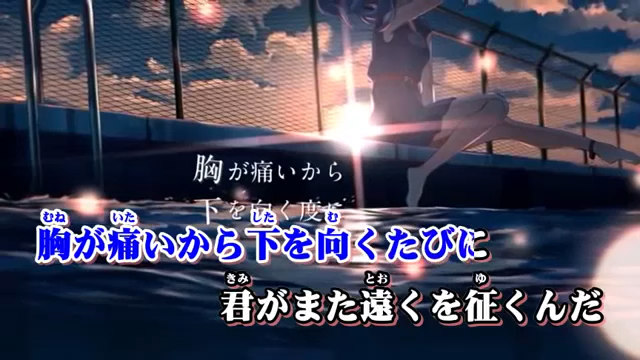 胸が痛いから
下を向く度に
むね いた した む
胸が痛いから下を向くたびに
きみ とお ゆ
君がまた遠くを征くんだ